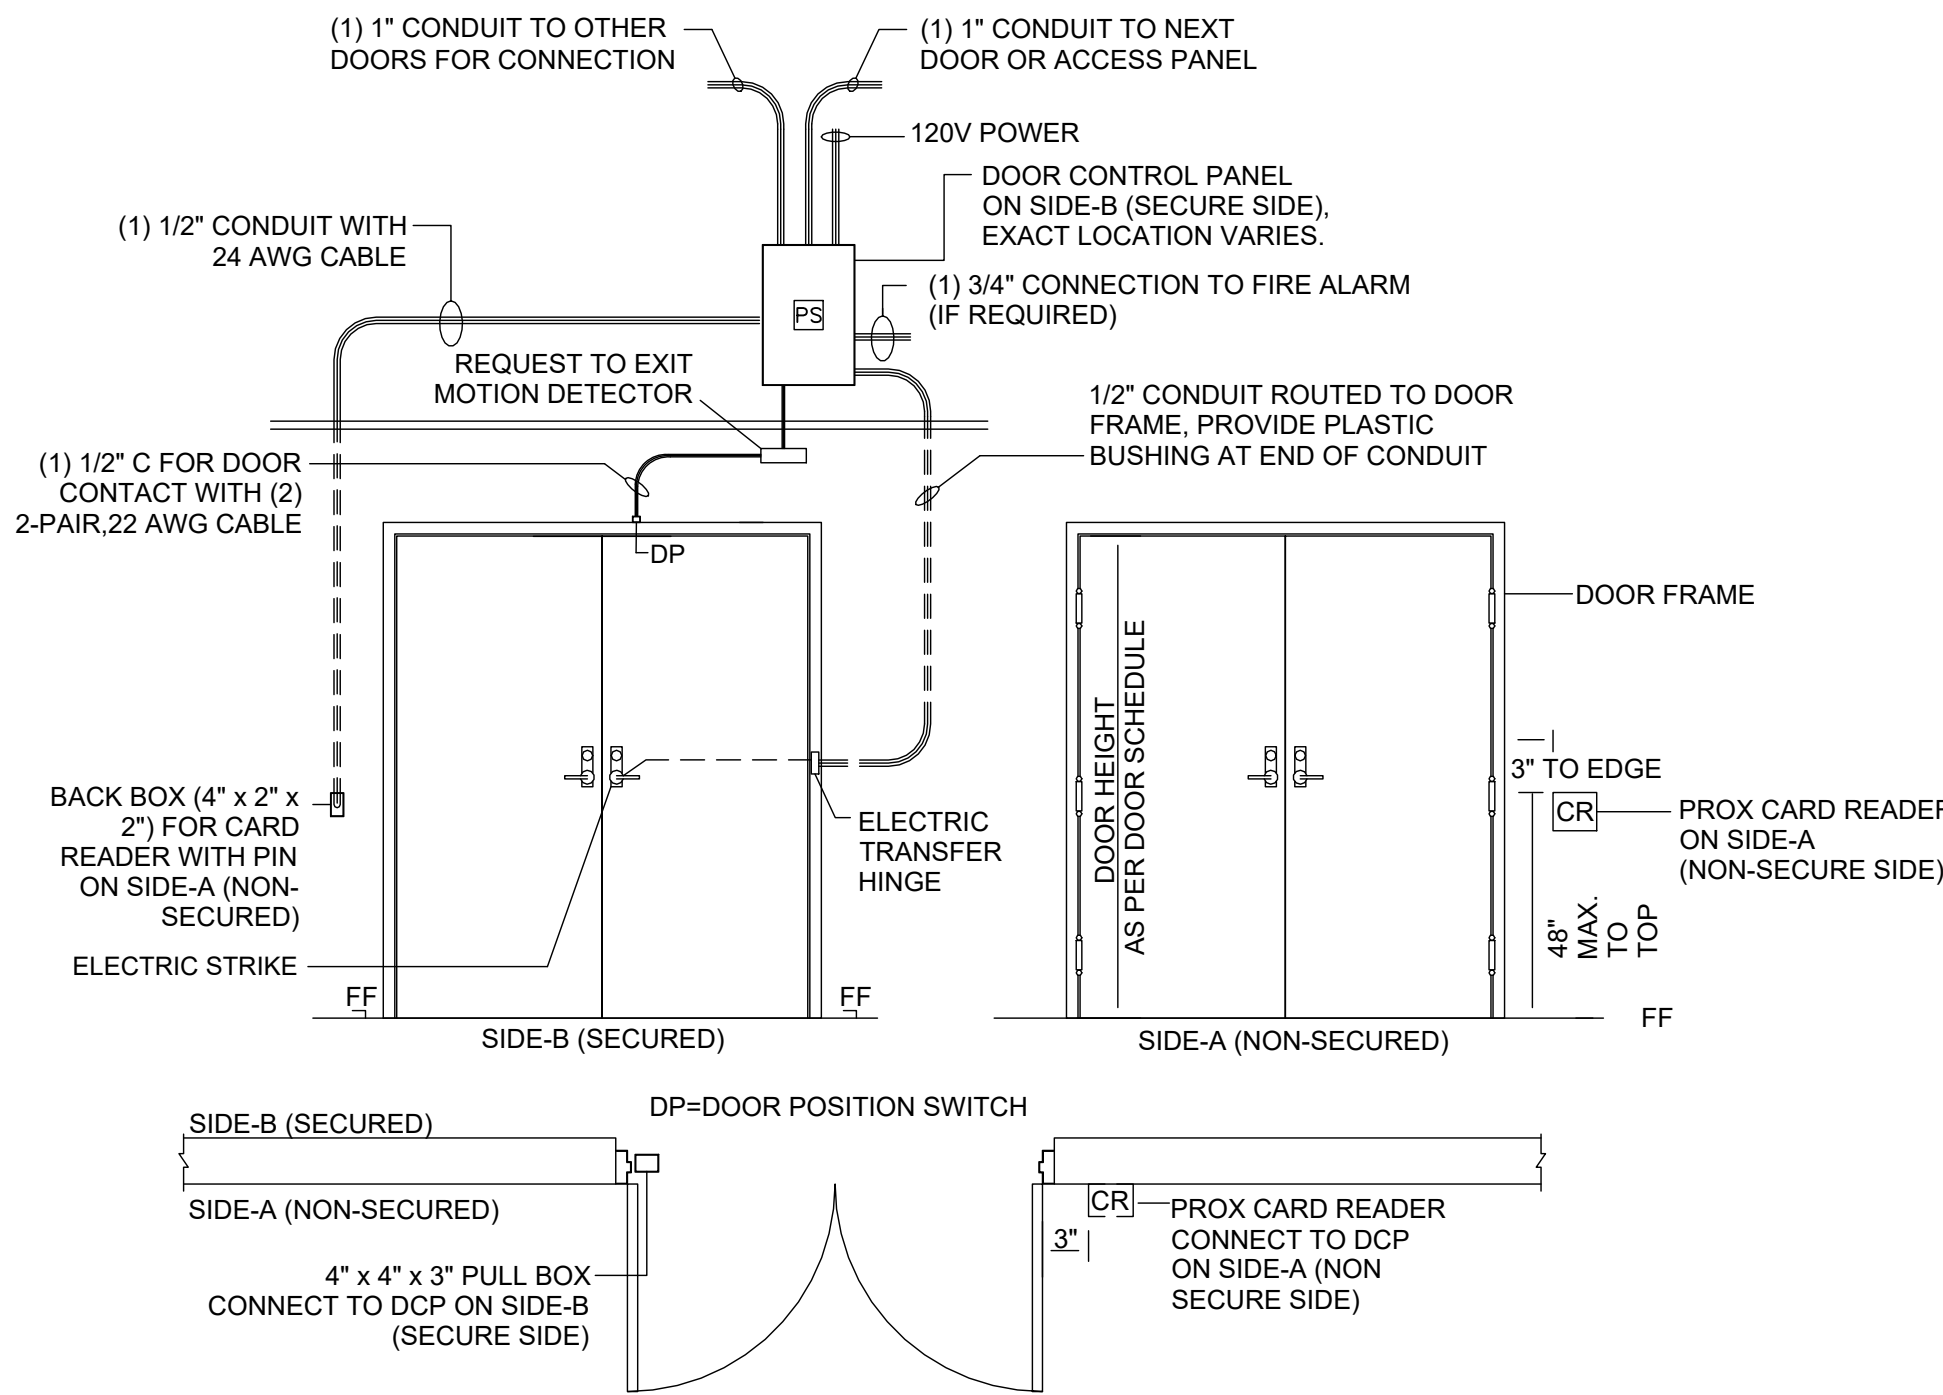 (1) 1" CONDUIT TO OTHER
DOORS FOR CONNECTION
(1) 1" CONDUIT TO NEXT
DOOR OR ACCESS PANEL
120V POWER
DOOR CONTROL PANEL
ON SIDE-B (SECURE SIDE),
EXACT LOCATION VARIES.
(1) 1/2" CONDUIT WITH
24 AWG CABLE
(1) 3/4" CONNECTION TO FIRE ALARM
(IF REQUIRED)
PS
REQUEST TO EXIT
MOTION DETECTOR
1/2" CONDUIT ROUTED TO DOOR
FRAME, PROVIDE PLASTIC
BUSHING AT END OF CONDUIT
(1) 1/2" C FOR DOOR
CONTACT WITH (2)
2-PAIR,22 AWG CABLE
DP
DOOR FRAME
DOOR HEIGHT
AS PER DOOR SCHEDULE
3" TO EDGE
CR
PROX CARD READER
ON SIDE-A
(NON-SECURE SIDE)
48"
MAX.
TO
TOP
BACK BOX (4" x 2" x
2") FOR CARD
READER WITH PIN
ON SIDE-A (NON-
SECURED)
ELECTRIC
TRANSFER
HINGE
ELECTRIC STRIKE
FF
FF
FF
SIDE-B (SECURED)
SIDE-A (NON-SECURED)
DP=DOOR POSITION SWITCH
SIDE-B (SECURED)
SIDE-A (NON-SECURED)
4" x 4" x 3" PULL BOX
CONNECT TO DCP ON SIDE-B
(SECURE SIDE)
CR
3"
PROX CARD READER
CONNECT TO DCP
ON SIDE-A (NON
SECURE SIDE)